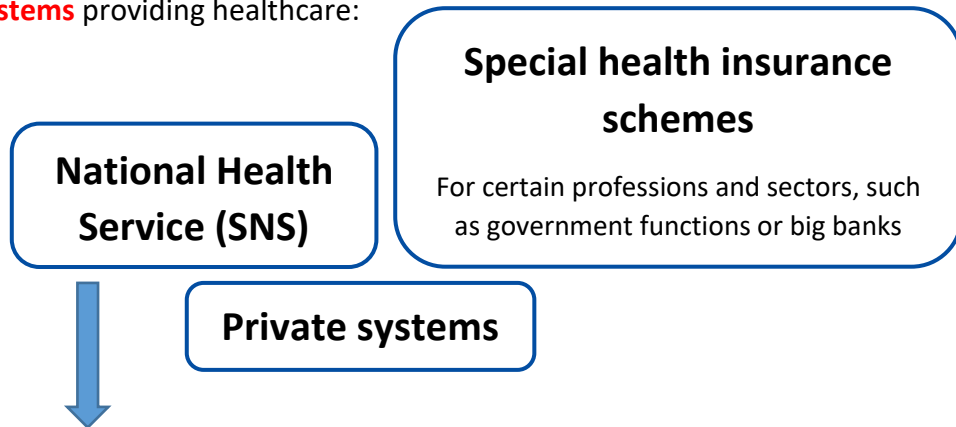 stems providing healthcare:
Special health insurance
schemes
For certain professions and sectors, such
as government functions or big banks
National Health
Service (SNS)
Private systems